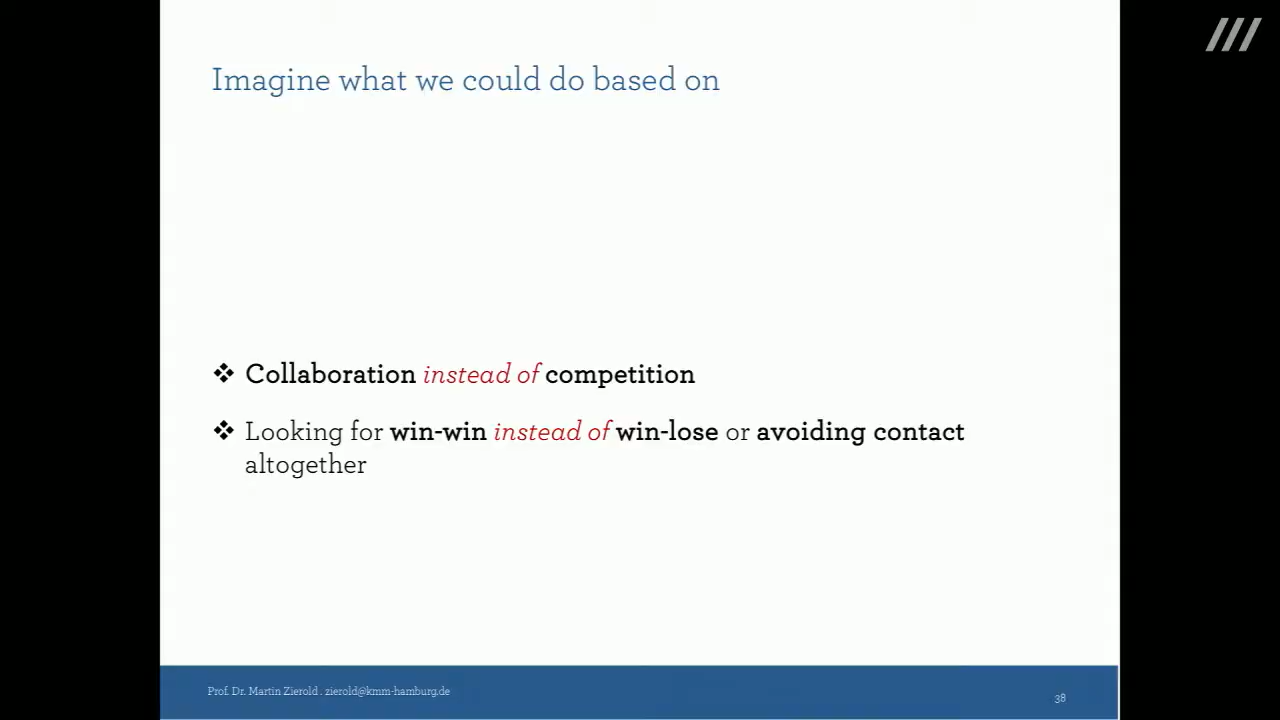 Imagine what we could do based on
❖ Collaboration instead of competition
❖ Looking for win-win instead of win-lose or avoiding contact
altogether
Prof. Dr. Martin Zierold . zierold@kmm-hamburg.de
38